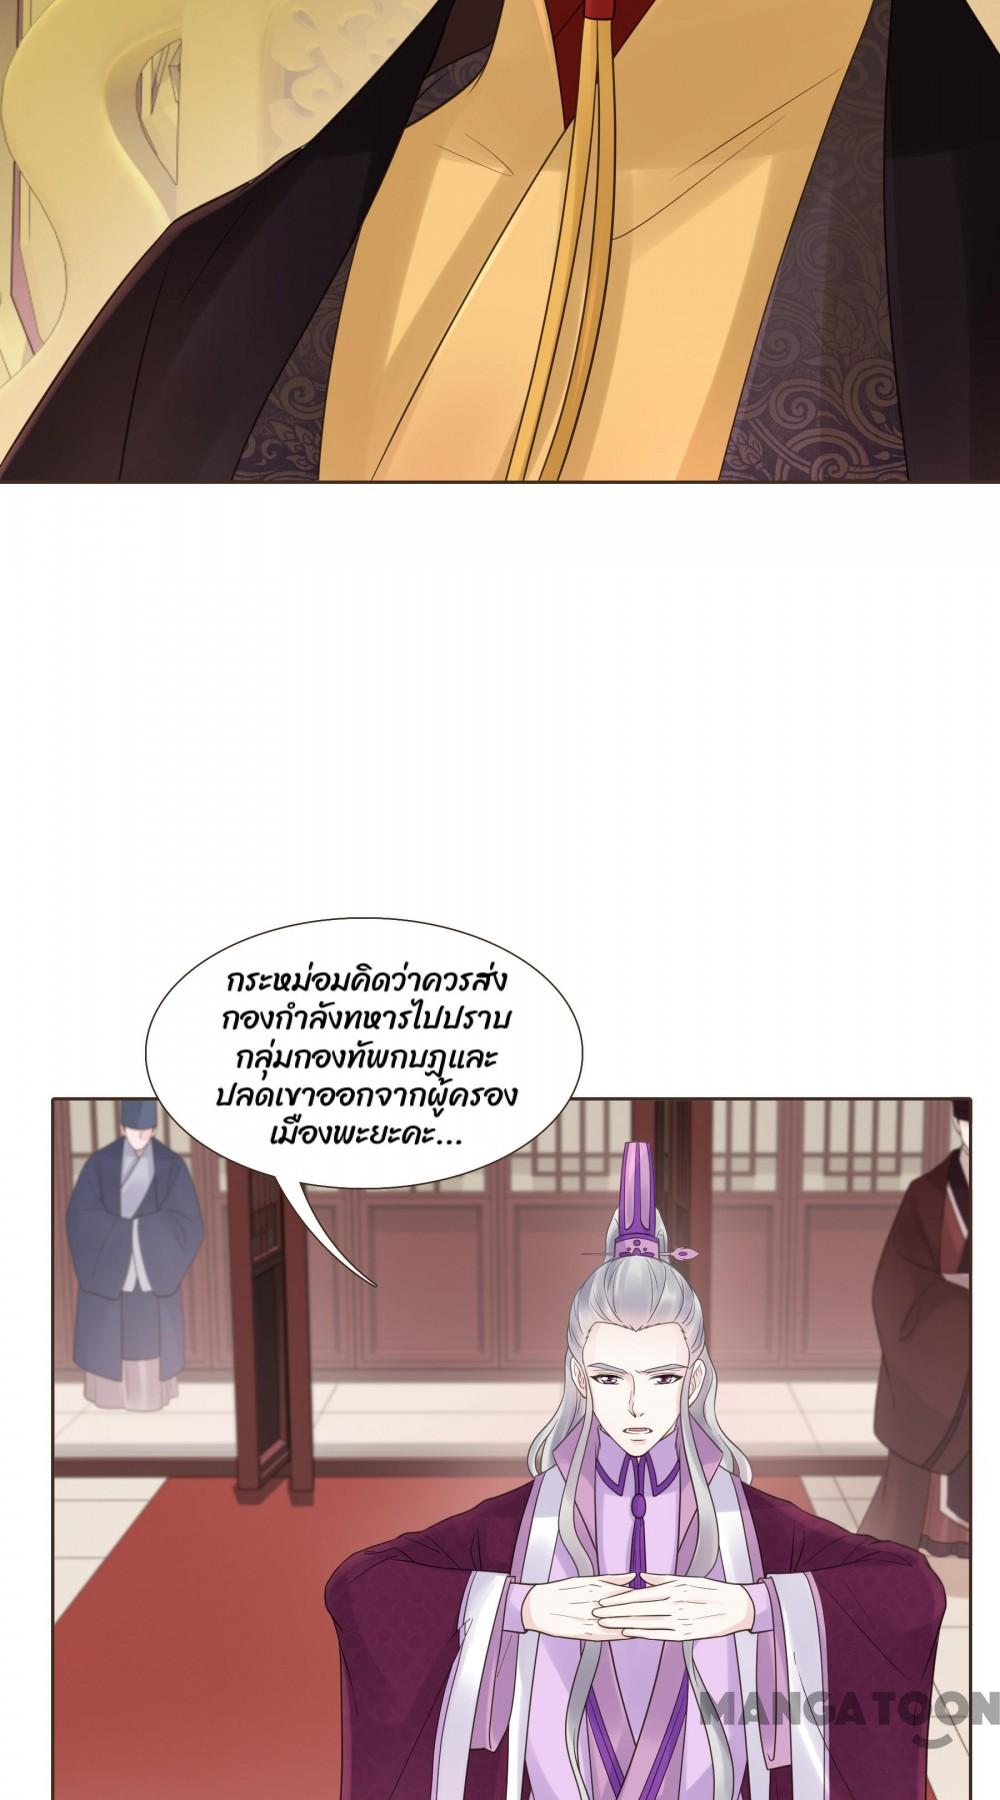 กระหม่อมคิดว่าควรส่ง
กองกำลังทหารไปปราบ
กลุ่มกองทัพกบฏและ
ปลดเขาออกจากผู้ครอง
เมืองพะยะคะ...
MANGATOON